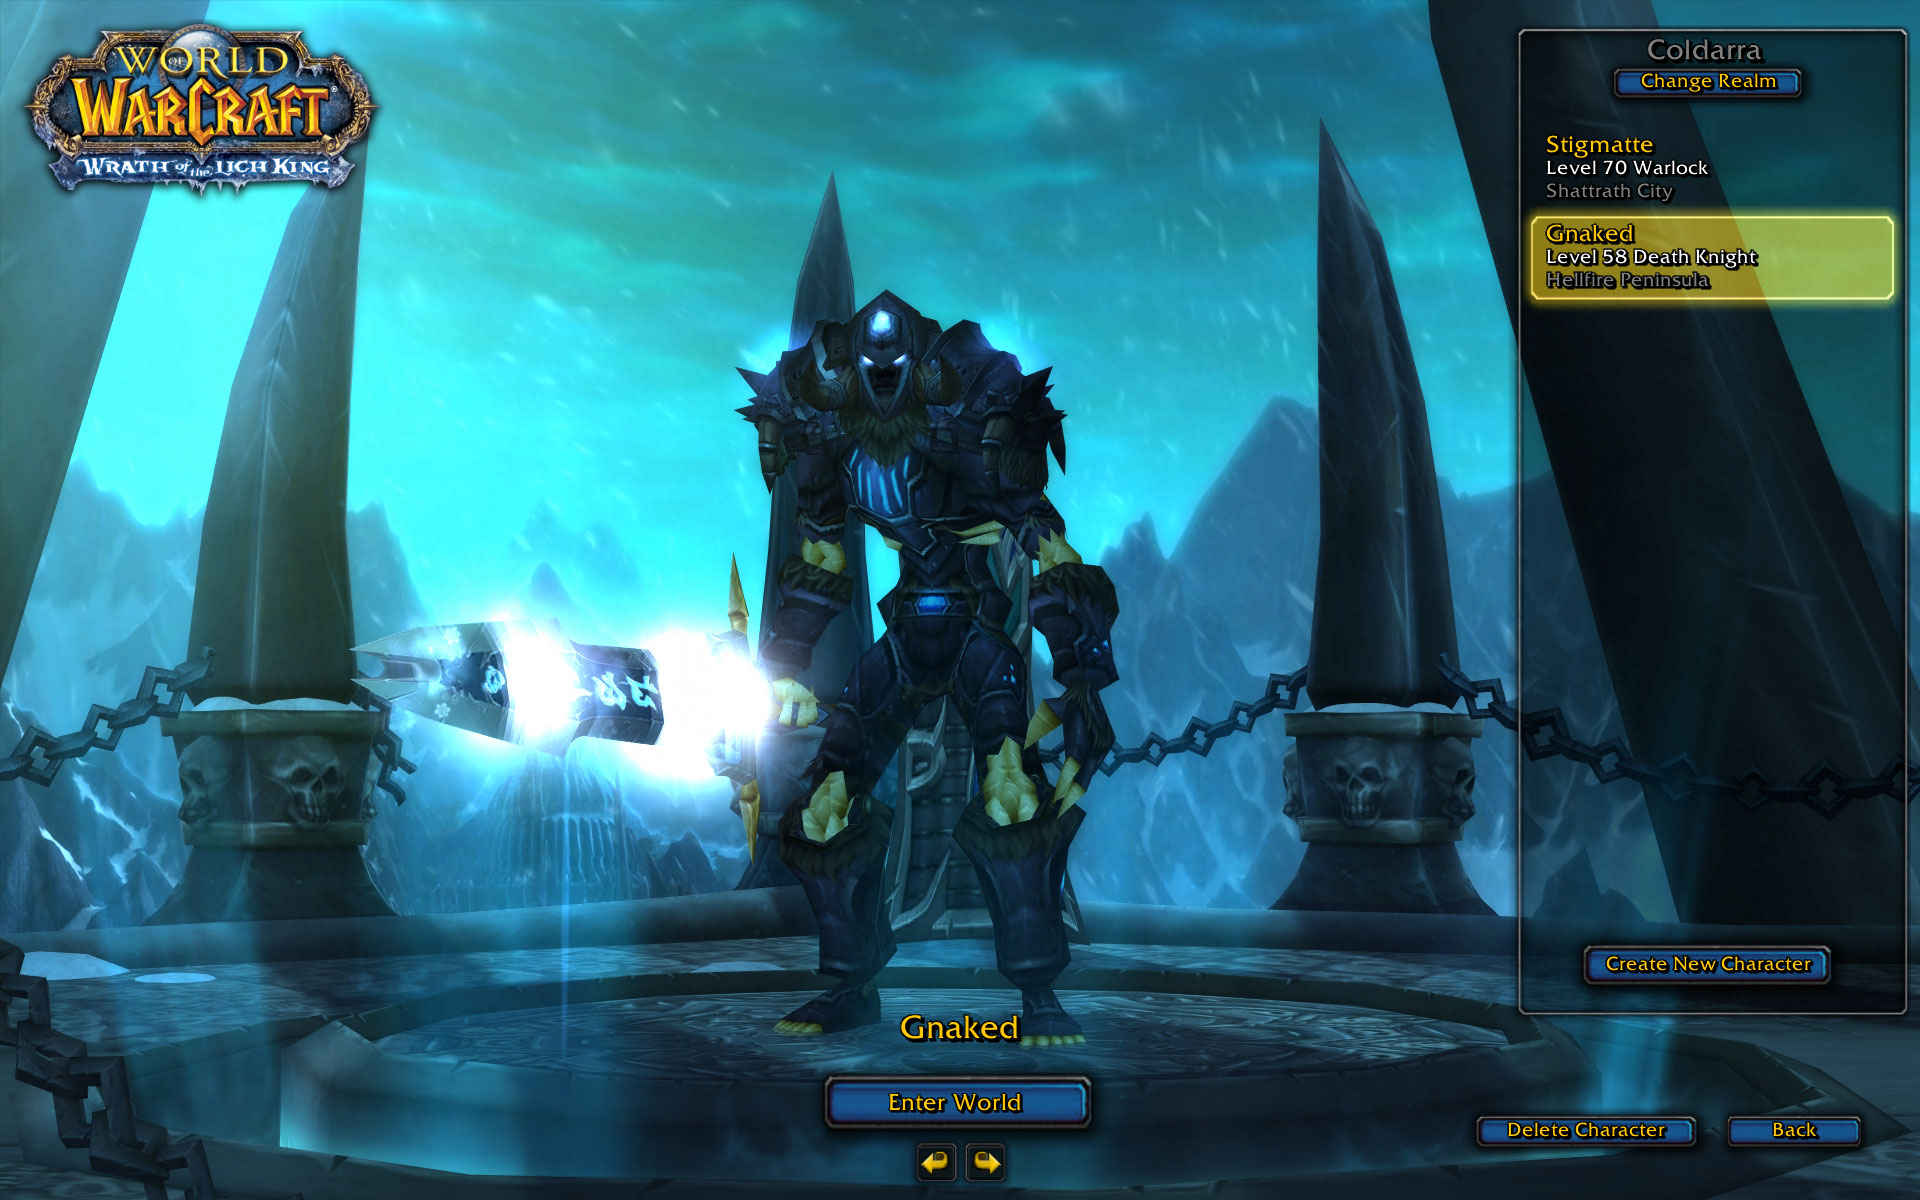 WORLD
OF
WARCRAFT®
WRATH of the LICH KING
Coldarra
Change Realm
Stigmatte
Level 70 Warlock
Shattrath City
Gnaked
Level 58 Death Knight
Hellfire Peninsula
Create New Character
Gnaked
Enter World
Delete Character
Back